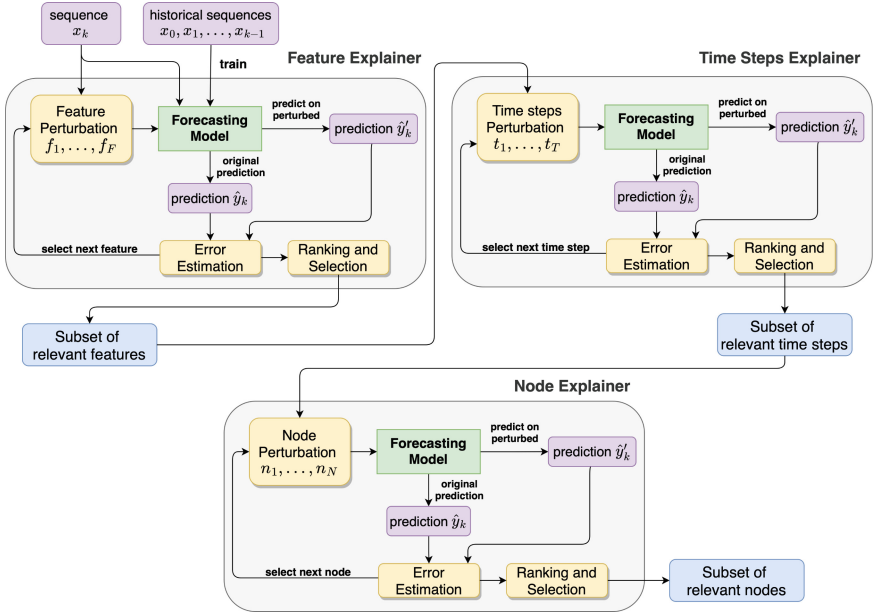 sequence
x_k
historical sequences
x_0, x_1, . . . , x_{k−1}
train
Feature Explainer
Feature
Perturbation
f_1, . . . , f_F
Forecasting
Model
predict on
perturbed
prediction ŷ′_k
original
prediction
prediction ŷ_k
select next feature
Error
Estimation
Ranking and
Selection
Subset of
relevant features
Time Steps Explainer
Time steps
Perturbation
t_1, . . . , t_T
Forecasting
Model
predict on
perturbed
prediction ŷ′_k
original
prediction
prediction ŷ_k
select next time step
Error
Estimation
Ranking and
Selection
Subset of
relevant time steps
Node Explainer
Node
Perturbation
n_1, . . . , n_N
Forecasting
Model
predict on
perturbed
prediction ŷ′_k
original
prediction
prediction ŷ_k
select next node
Error
Estimation
Ranking and
Selection
Subset of
relevant nodes